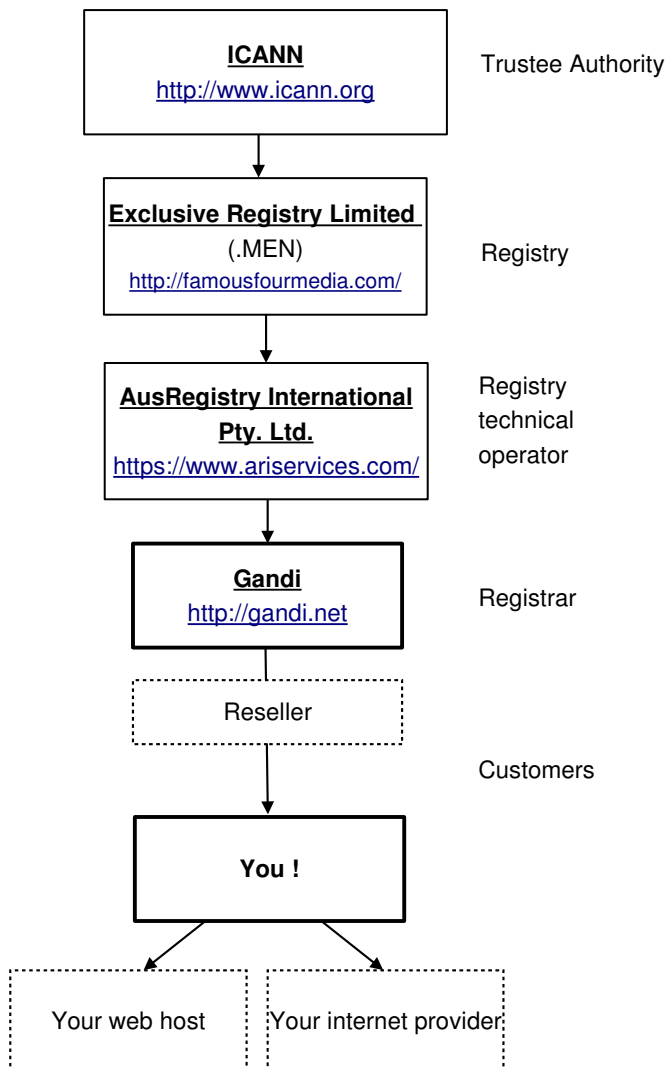 ICANN
http://www.icann.org
Trustee Authority
Exclusive Registry Limited
(.MEN)
http://famousfourmedia.com/
Registry
AusRegistry International
Pty. Ltd.
https://www.ariservices.com/
Registry
technical
operator
Gandi
http://gandi.net
Registrar
Reseller
Customers
You !
Your web host
Your internet provider